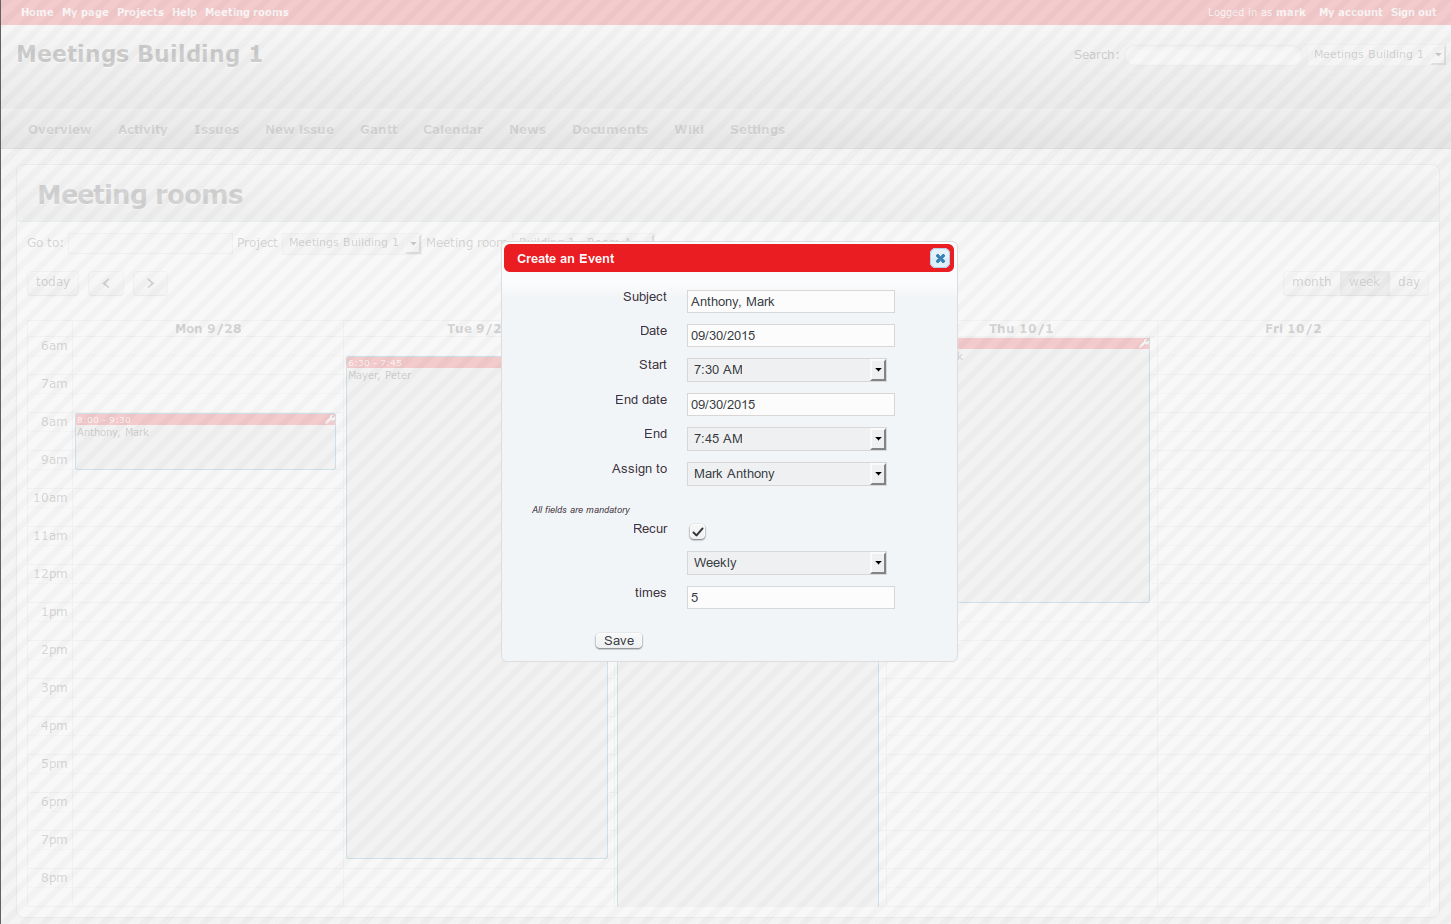 Home My page Projects Help Meeting rooms
Logged in as mark My account Sign out
Meetings Building 1
Search: Meetings Building 1
Overview Activity Issues New issue Gantt Calendar News Documents Wiki Settings
Meeting rooms
Go to: Project Meetings Building 1 Meeting room
today < > month week day
Mon 9/28 Tue 9/2 Thu 10/1 Fri 10/2
6am
7am
8am
9am
10am
11am
12pm
1pm
2pm
3pm
4pm
5pm
6pm
7pm
8pm
8:00 - 9:30
Anthony, Mark
6:30 - 7:45
Mayer, Peter
k
Create an Event
Subject Anthony, Mark
Date 09/30/2015
Start 7:30 AM
End date 09/30/2015
End 7:45 AM
Assign to Mark Anthony
All fields are mandatory
Recur
Weekly
times 5
Save